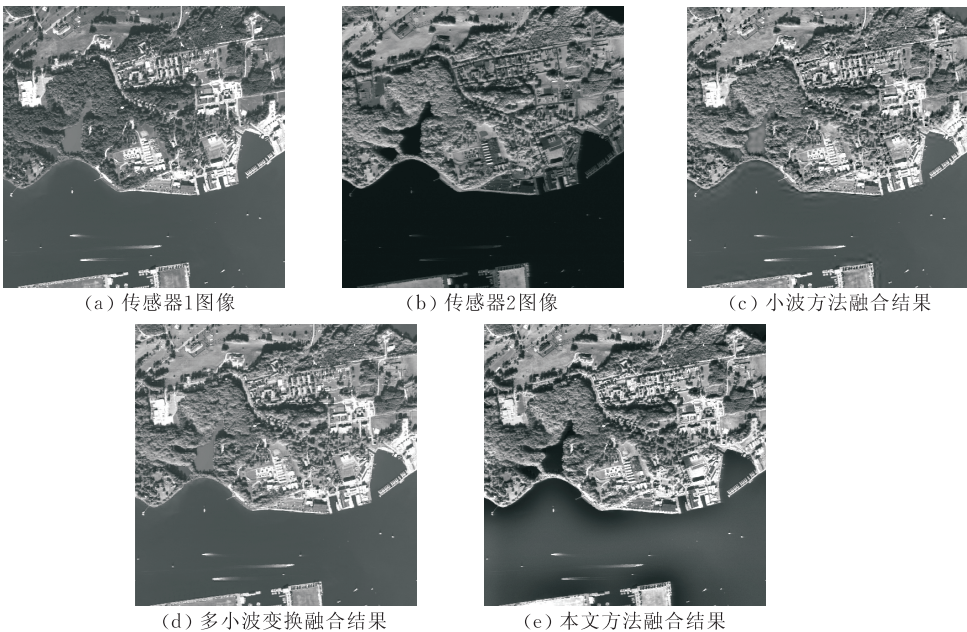 (a) 传感器1图像
(b) 传感器2图像
(c) 小波方法融合结果
(d) 多小波变换融合结果
(e) 本文方法融合结果